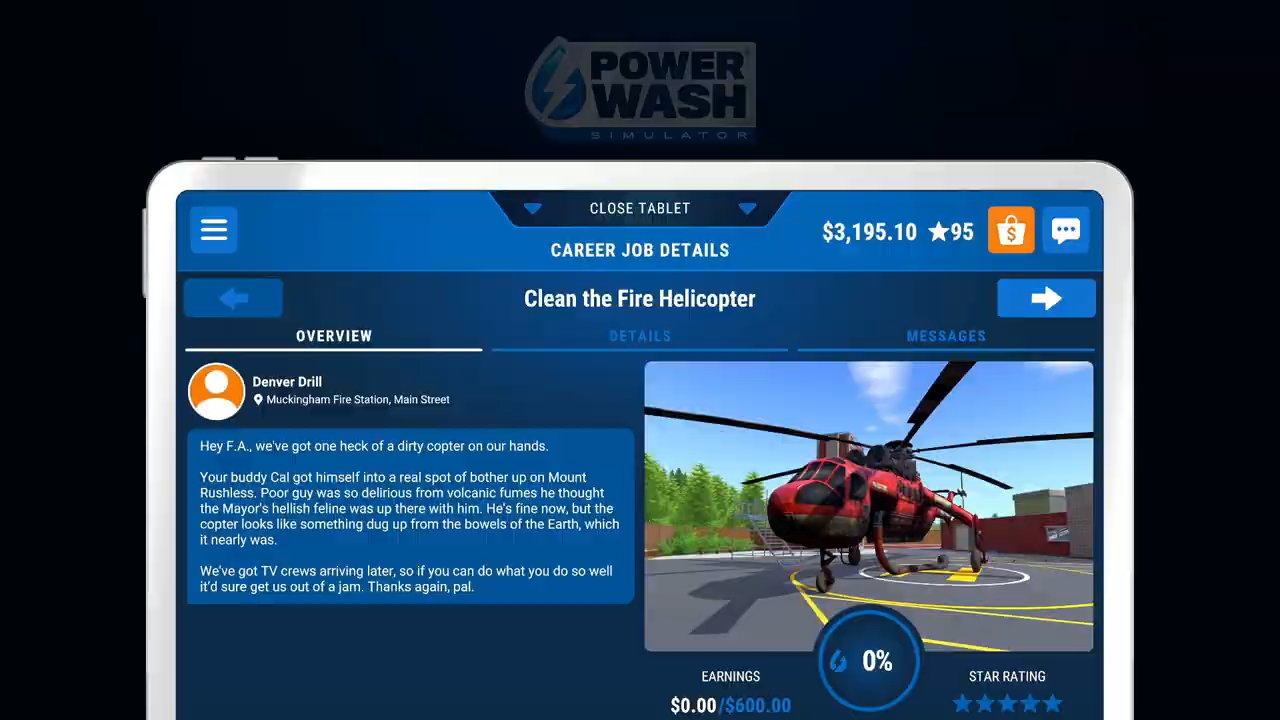 POWER
WASH
SIMULATOR
CLOSE TABLET
$3,195.10 ★95
CAREER JOB DETAILS
Clean the Fire Helicopter
OVERVIEW
DETAILS
MESSAGES
Denver Drill
Muckingham Fire Station, Main Street
Hey F.A., we've got one heck of a dirty copter on our hands.
Your buddy Cal got himself into a real spot of bother up on Mount
Rushless. Poor guy was so delirious from volcanic fumes he thought
the Mayor's hellish feline was up there with him. He's fine now, but the
copter looks like something dug up from the bowels of the Earth, which
it nearly was.
We've got TV crews arriving later, so if you can do what you do so well
it'd sure get us out of a jam. Thanks again, pal.
0%
EARNINGS
$0.00/$600.00
STAR RATING